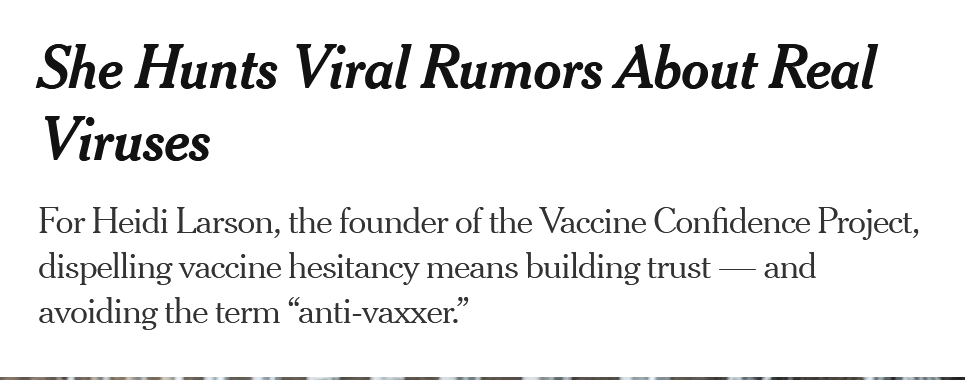 She Hunts Viral Rumors About Real
Viruses
For Heidi Larson, the founder of the Vaccine Confidence Project,
dispelling vaccine hesitancy means building trust — and
avoiding the term “anti-vaxxer.”